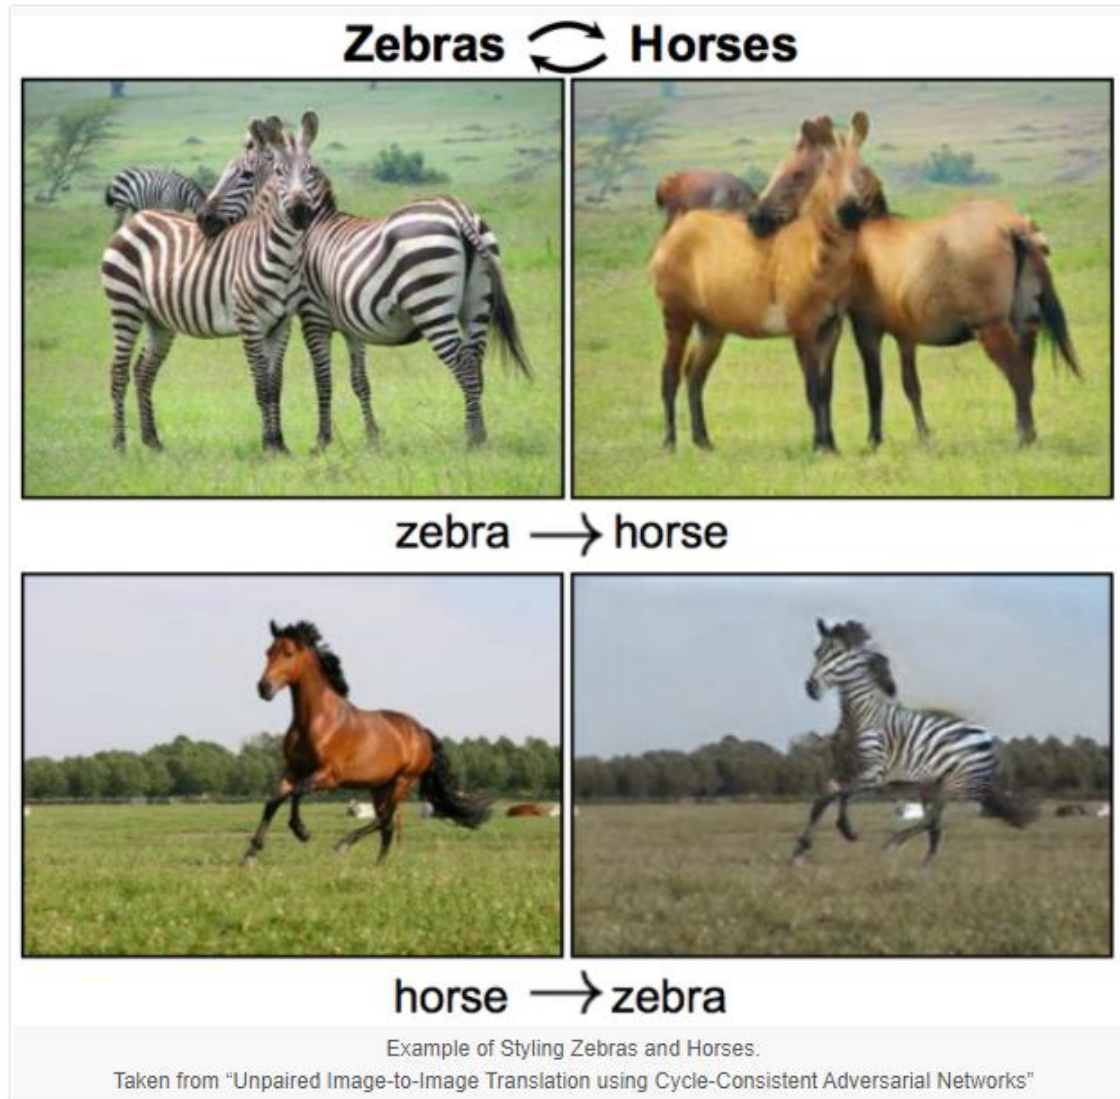 Zebras Horses
zebra → horse
horse → zebra
Example of Styling Zebras and Horses.
Taken from “Unpaired Image-to-Image Translation using Cycle-Consistent Adversarial Networks”